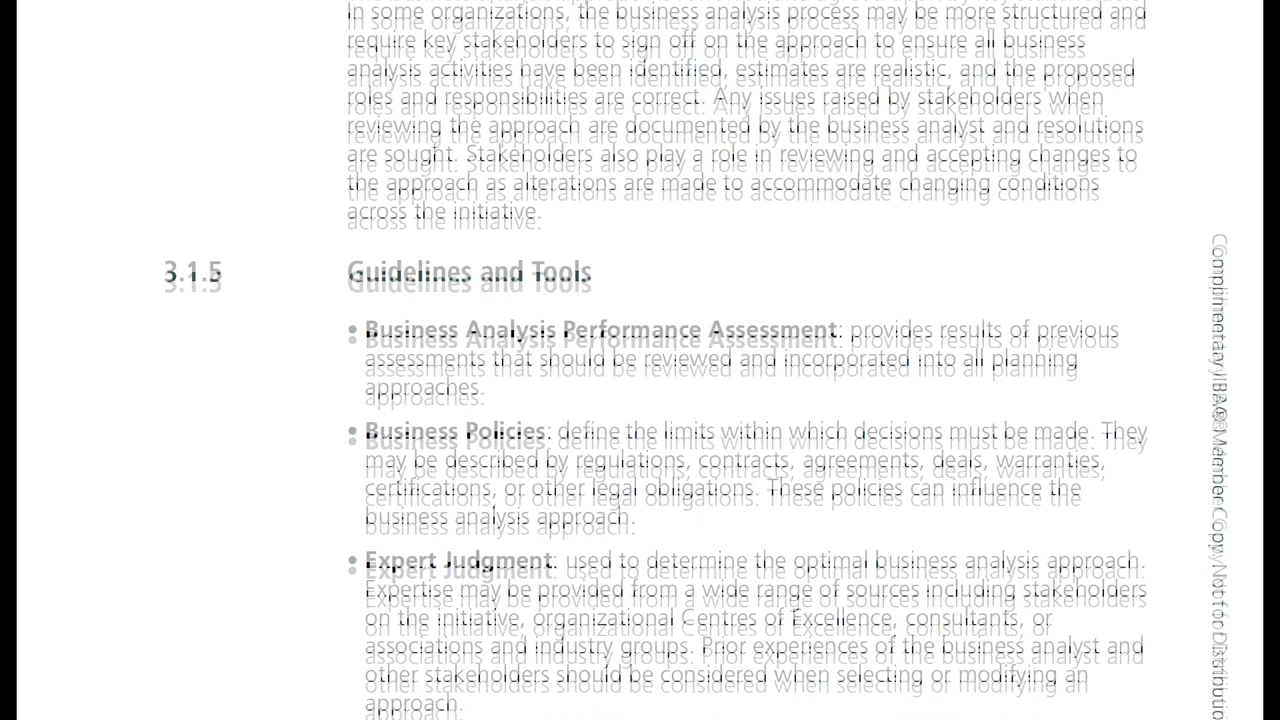 In some organizations, the business analysis process may be more structured and
require key stakeholders to sign off on the approach to ensure all business
analysis activities have been identified, estimates are realistic, and the proposed
roles and responsibilities are correct. Any issues raised by stakeholders when
reviewing the approach are documented by the business analyst and resolutions
are sought. Stakeholders also play a role in reviewing and accepting changes to
the approach as alterations are made to accommodate changing conditions
across the initiative.
3.1.5 Guidelines and Tools
• Business Analysis Performance Assessment: provides results of previous
assessments that should be reviewed and incorporated into all planning
approaches.
• Business Policies: define the limits within which decisions must be made. They
may be described by regulations, contracts, agreements, deals, warranties,
certifications, or other legal obligations. These policies can influence the
business analysis approach.
• Expert Judgment: used to determine the optimal business analysis approach.
Expertise may be provided from a wide range of sources including stakeholders
on the initiative, organizational Centres of Excellence, consultants, or
associations and industry groups. Prior experiences of the business analyst and
other stakeholders should be considered when selecting or modifying an
approach.
Complimentary IIBA® Member Copy. Not for Distributio